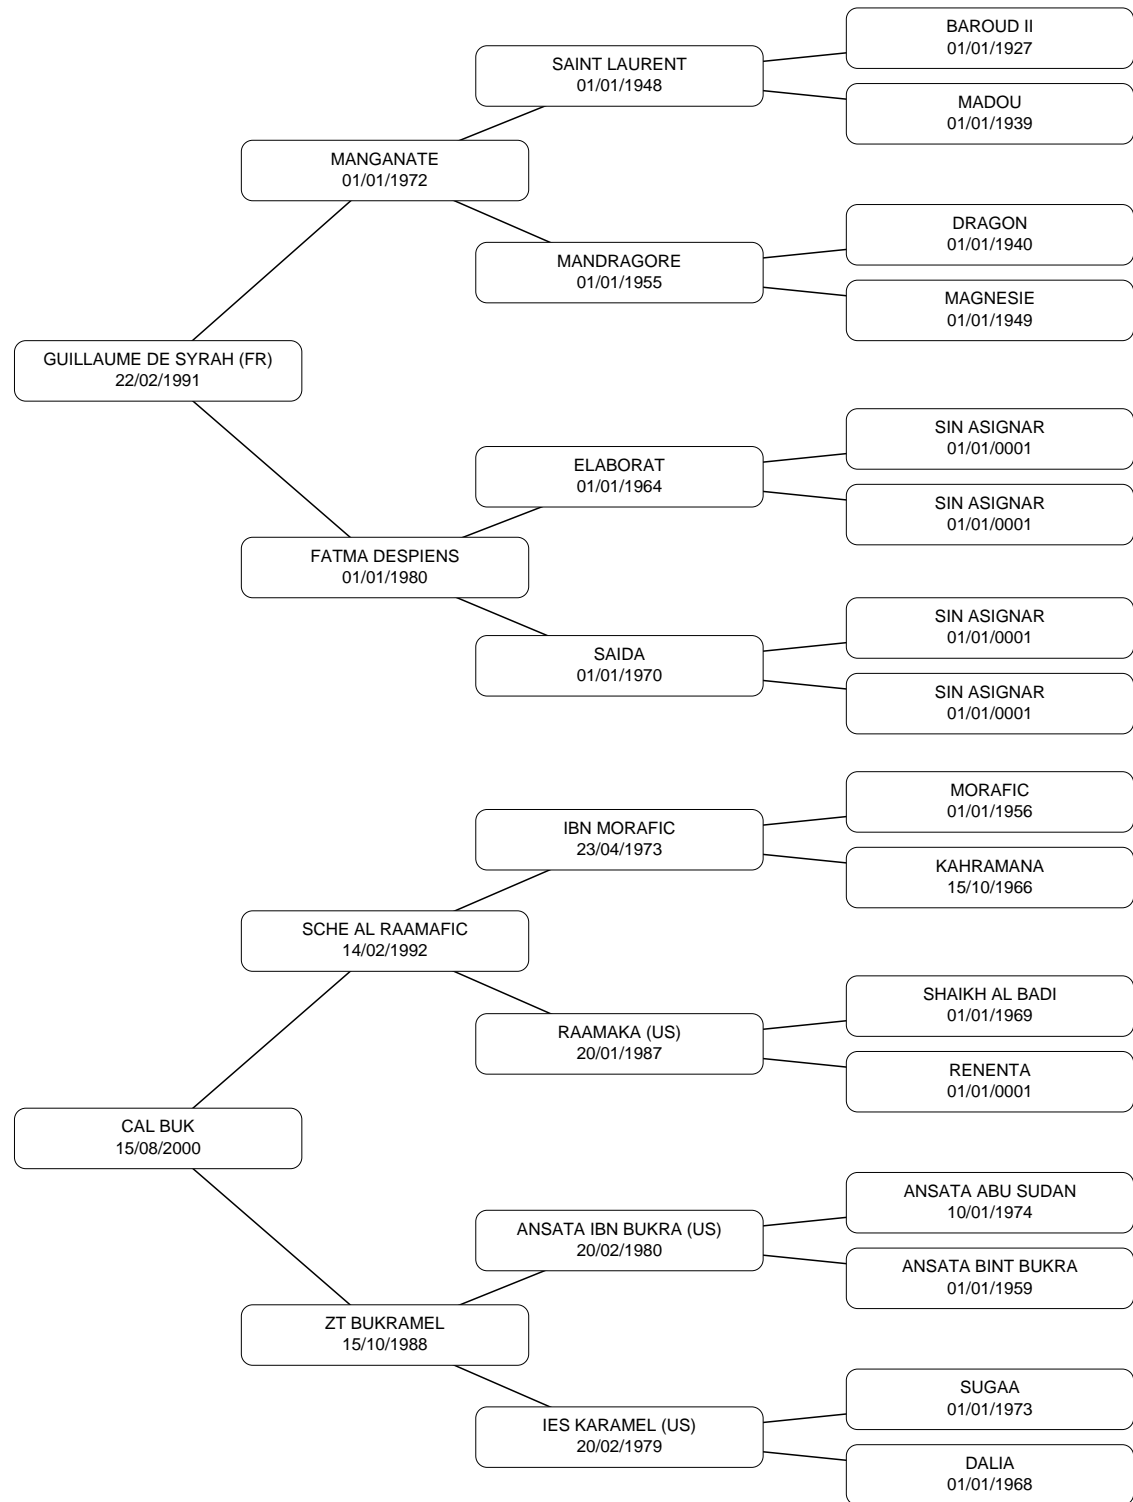 BAROUD II
01/01/1927
SAINT LAURENT
01/01/1948
MADOU
01/01/1939
MANGANATE
01/01/1972
DRAGON
01/01/1940
MANDRAGORE
01/01/1955
MAGNESIE
01/01/1949
GUILLAUME DE SYRAH (FR)
22/02/1991
SIN ASIGNAR
01/01/0001
ELABORAT
01/01/1964
SIN ASIGNAR
01/01/0001
FATMA DESPIENS
01/01/1980
SIN ASIGNAR
01/01/0001
SAIDA
01/01/1970
SIN ASIGNAR
01/01/0001
MORAFIC
01/01/1956
IBN MORAFIC
23/04/1973
KAHRAMANA
15/10/1966
SCHE AL RAAMAFIC
14/02/1992
SHAIKH AL BADI
01/01/1969
RAAMAKA (US)
20/01/1987
RENENTA
01/01/0001
CAL BUK
15/08/2000
ANSATA ABU SUDAN
10/01/1974
ANSATA IBN BUKRA (US)
20/02/1980
ANSATA BINT BUKRA
01/01/1959
ZT BUKRAMEL
15/10/1988
SUGAA
01/01/1973
IES KARAMEL (US)
20/02/1979
DALIA
01/01/1968